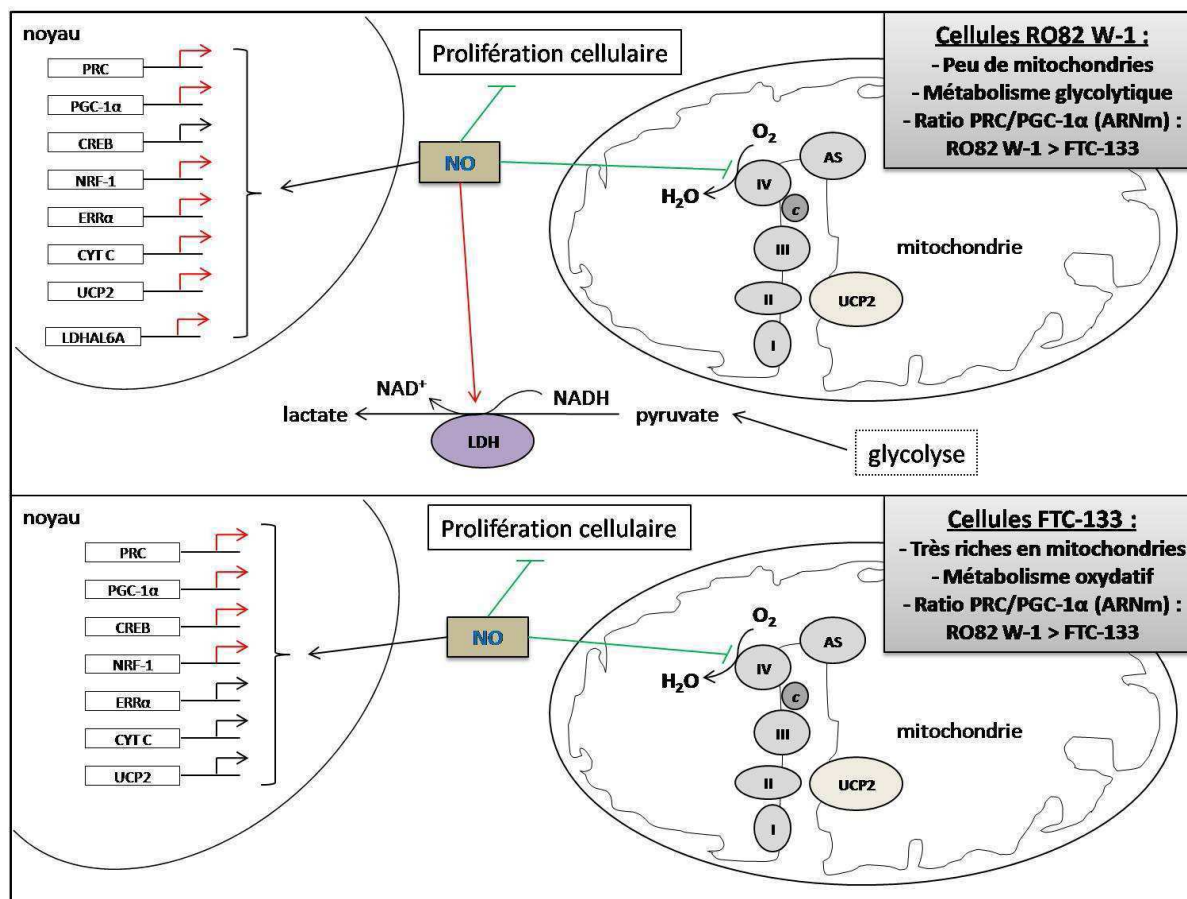 noyau
PRC
PGC-1α
CREB
NRF-1
ERRα
CYT C
UCP2
LDHAL6A
Prolifération cellulaire
NO
O₂
H₂O
IV
AS
c
III
II
I
UCP2
mitochondrie
Cellules RO82 W-1 :
- Peu de mitochondries
- Métabolisme glycolytique
- Ratio PRC/PGC-1α (ARNm) :
RO82 W-1 > FTC-133
NAD⁺
NADH
lactate
pyruvate
LDH
glycolyse
noyau
PRC
PGC-1α
CREB
NRF-1
ERRα
CYT C
UCP2
Prolifération cellulaire
NO
O₂
H₂O
IV
AS
c
III
II
I
UCP2
mitochondrie
Cellules FTC-133 :
- Très riches en mitochondries
- Métabolisme oxydatif
- Ratio PRC/PGC-1α (ARNm) :
RO82 W-1 > FTC-133